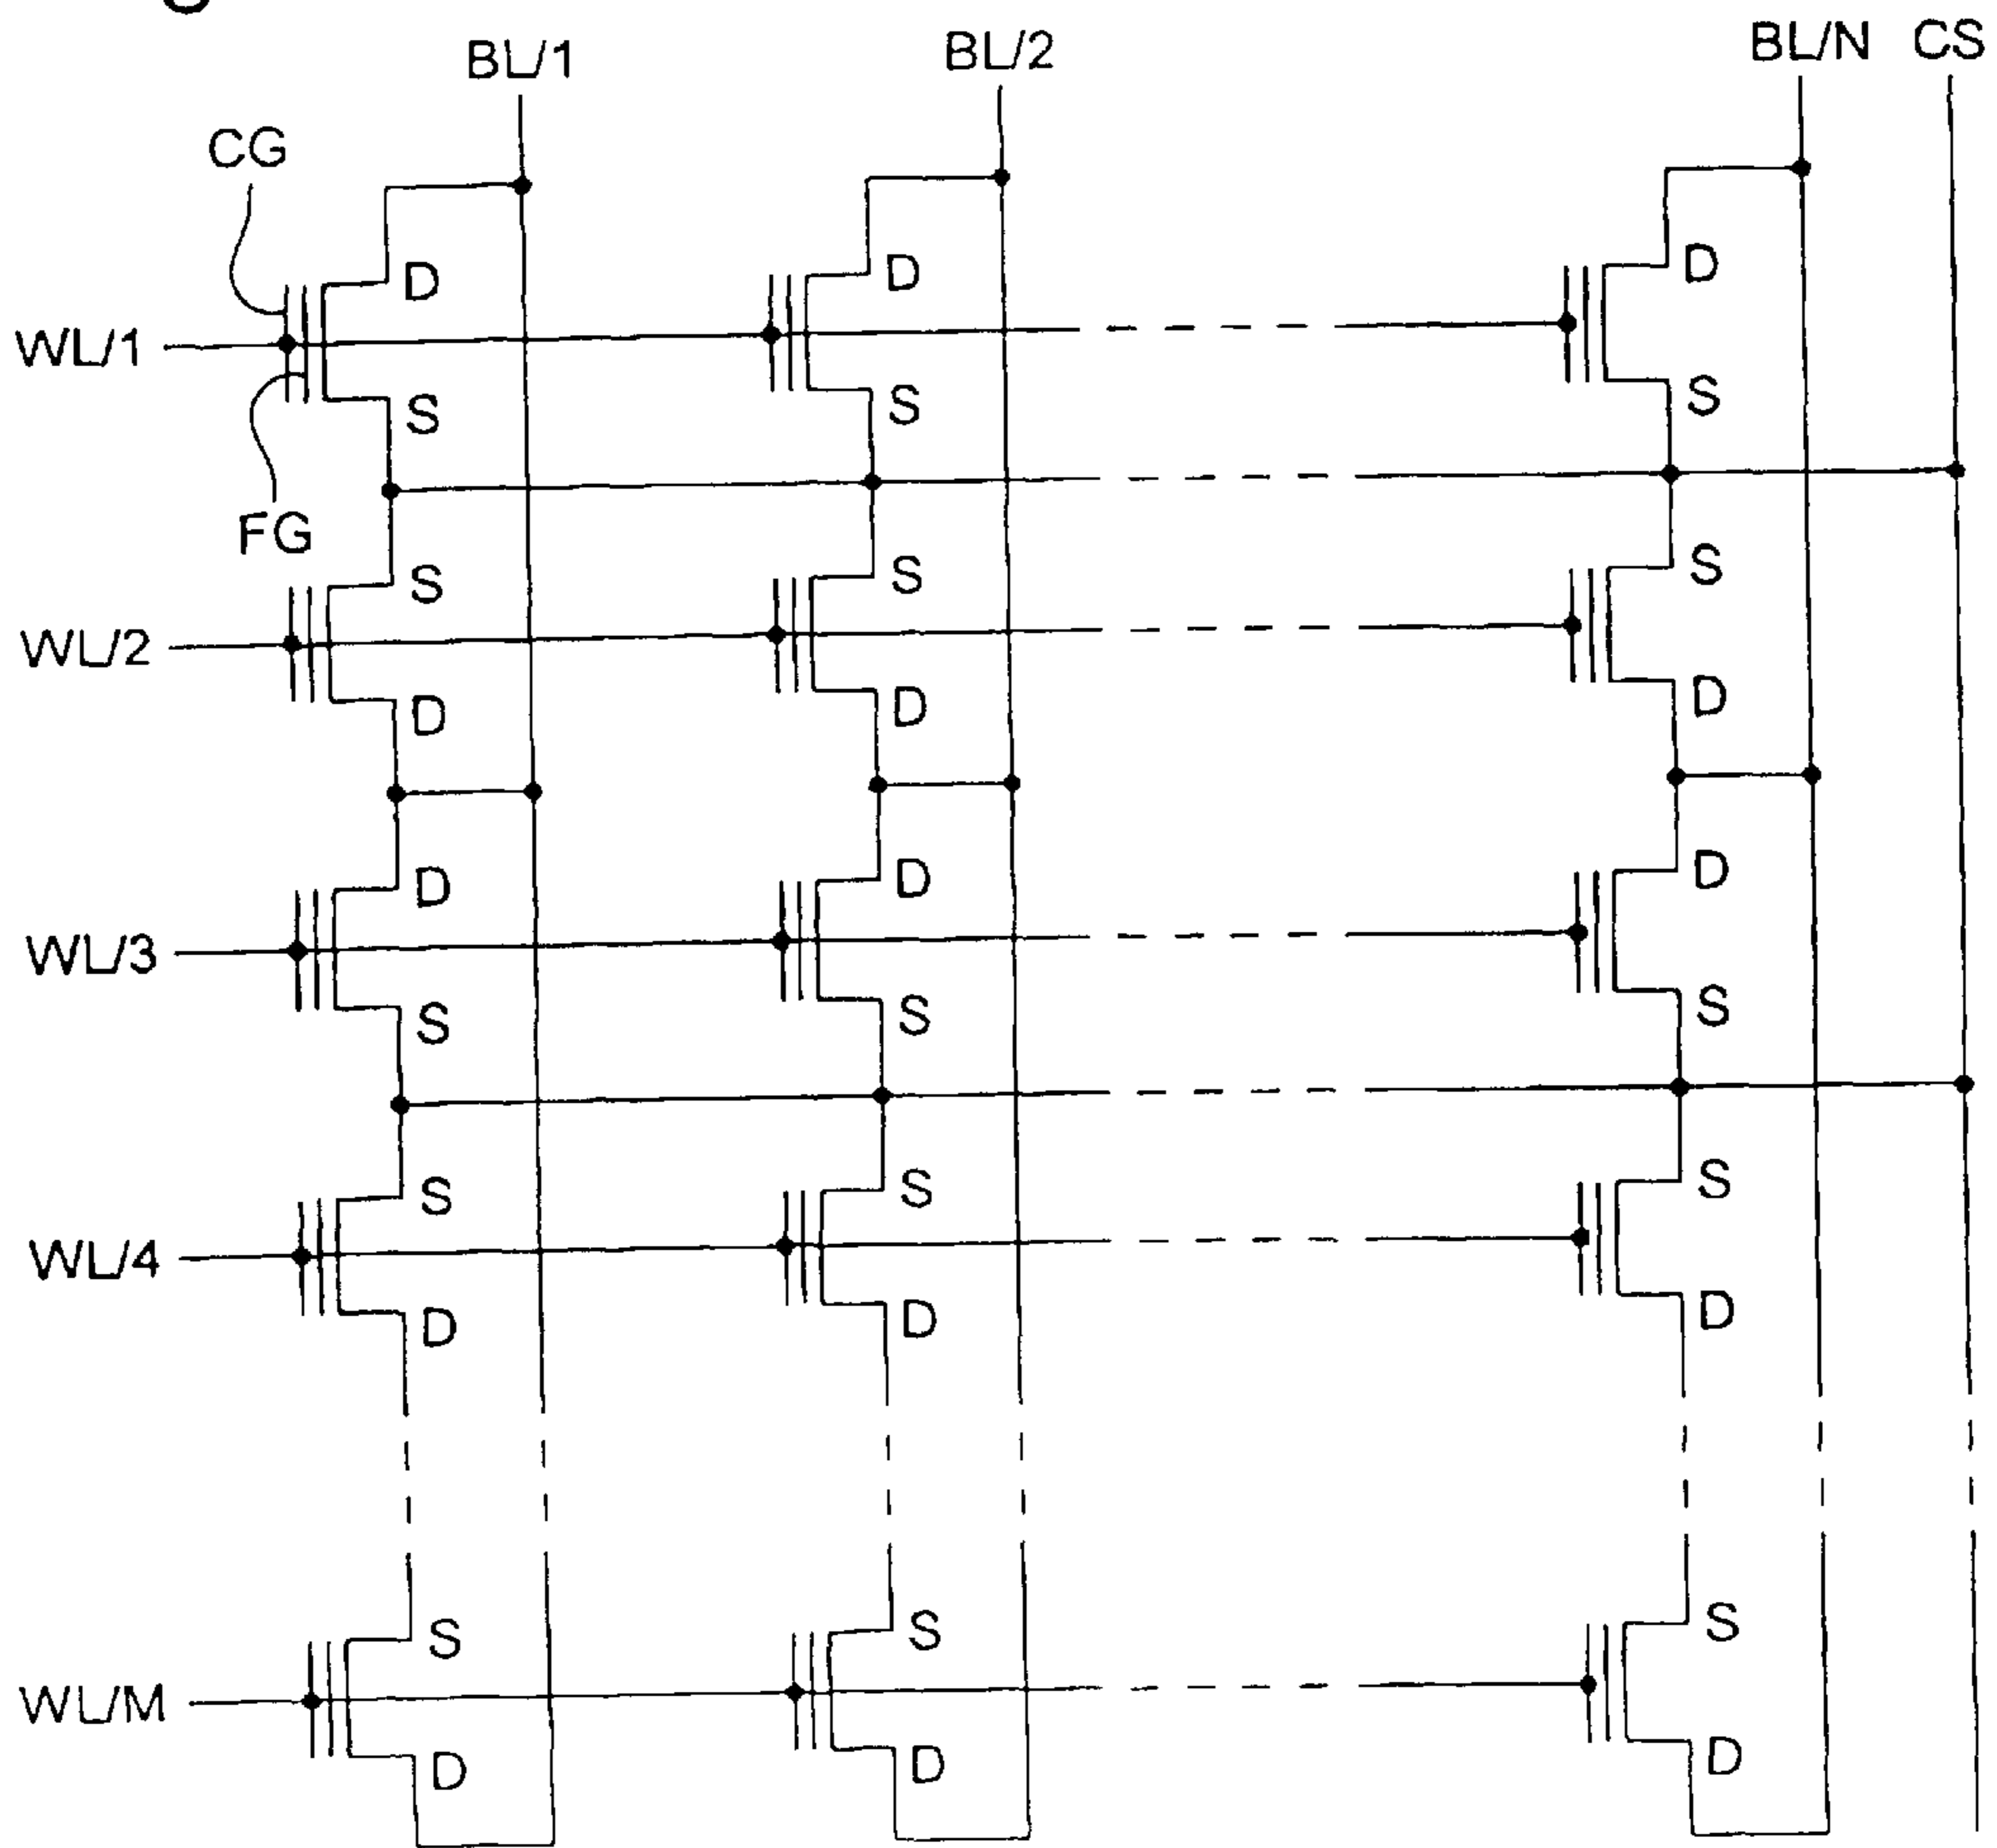 BL/1 BL/2 BL/N CS
CG
D D D
WL/1
S S S
FG
S S S
WL/2
D D D
D D D
WL/3
S S S
S S S
WL/4
D D D
S S S
WL/M
D D D